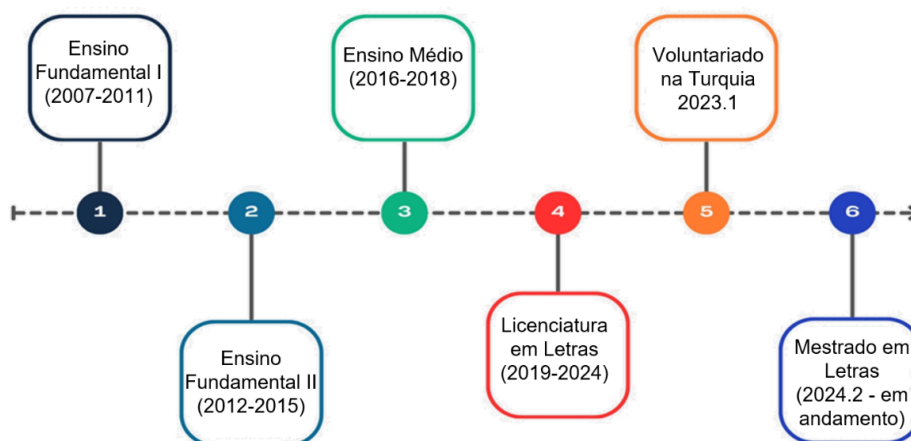 Ensino
Fundamental I
(2007-2011)
Ensino Médio
(2016-2018)
Voluntariado
na Turquia
2023.1
1
2
3
4
5
6
Ensino
Fundamental II
(2012-2015)
Licenciatura
em Letras
(2019-2024)
Mestrado em
Letras
(2024.2 - em
andamento)